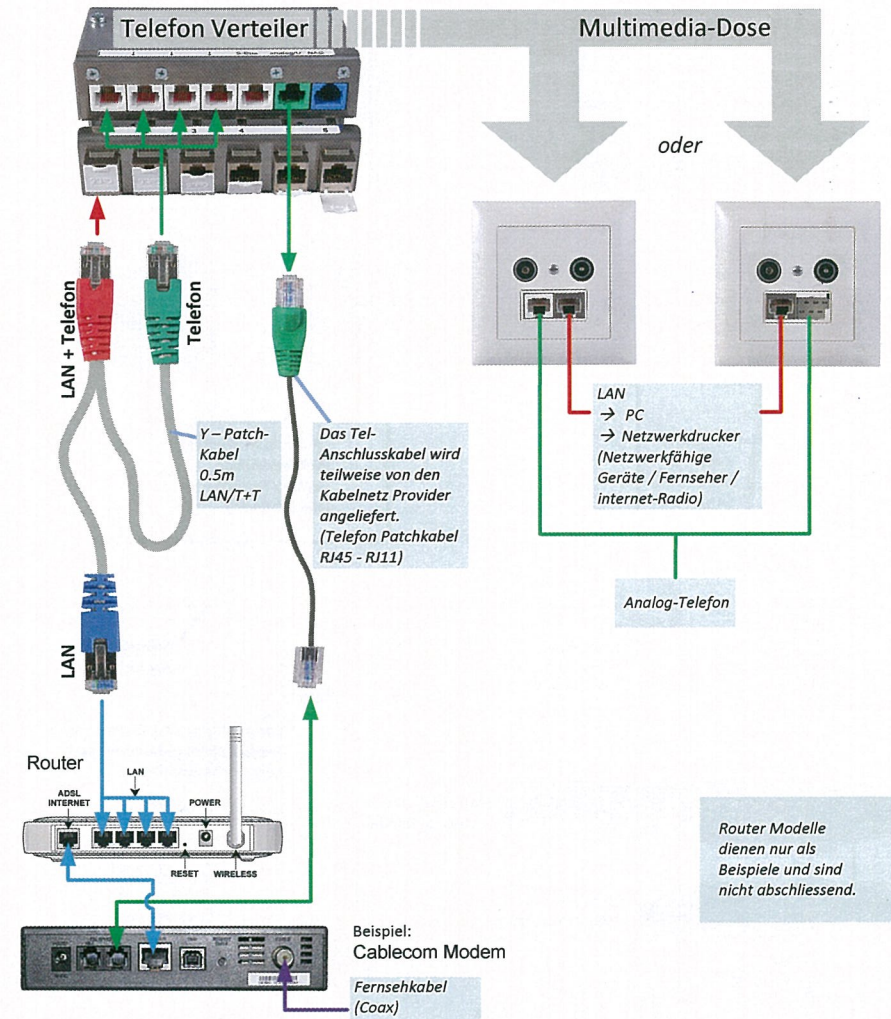 Telefon Verteiler
Multimedia-Dose
oder
3
4
5
LAN + Telefon
Telefon
Y – Patch-
Kabel
0.5m
LAN/T+T
Das Tel-
Anschlusskabel wird
teilweise von den
Kabelnetz Provider
angeliefert.
(Telefon Patchkabel
RJ45 - RJ11)
LAN
→ PC
→ Netzwerkdrucker
(Netzwerkfähige
Geräte / Fernseher /
internet-Radio)
Analog-Telefon
LAN
Router
LAN
ADSL
INTERNET
POWER
RESET
WIRELESS
Router Modelle
dienen nur als
Beispiele und sind
nicht abschliessend.
Beispiel:
Cablecom Modem
Fernsehkabel
(Coax)